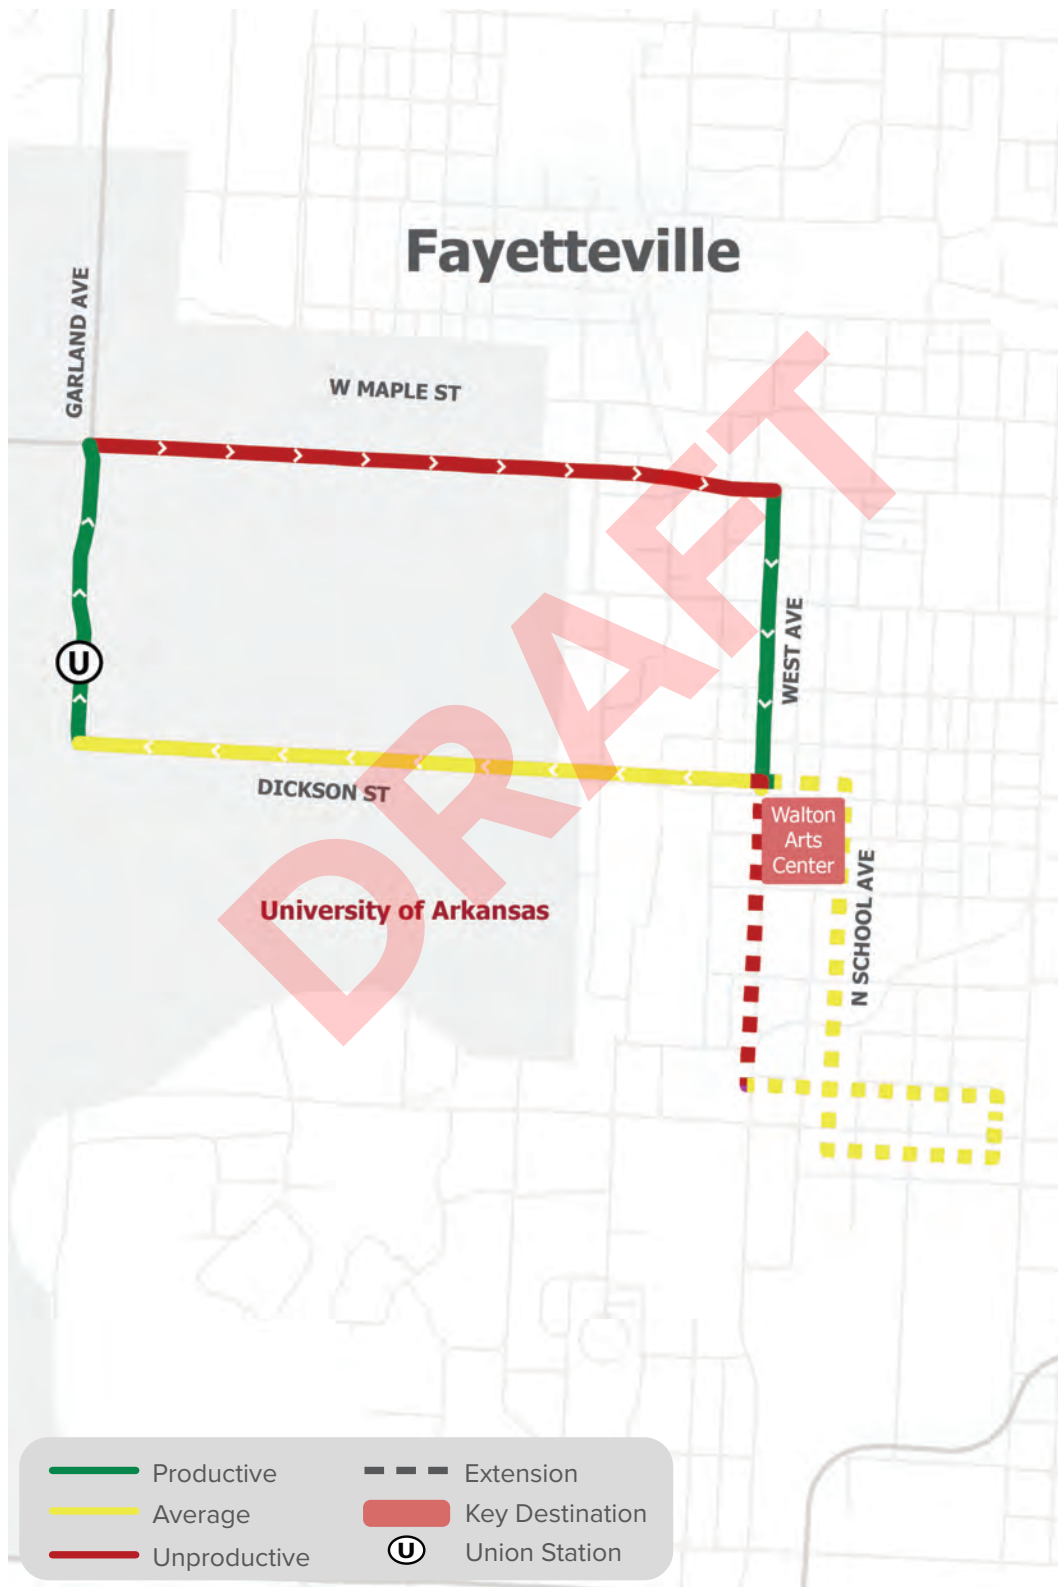 Fayetteville
GARLAND AVE
W MAPLE ST
DRAFT
WEST AVE
U
DICKSON ST
Walton
Arts
Center
N SCHOOL AVE
University of Arkansas
Productive
Average
Unproductive
Extension
Key Destination
U Union Station